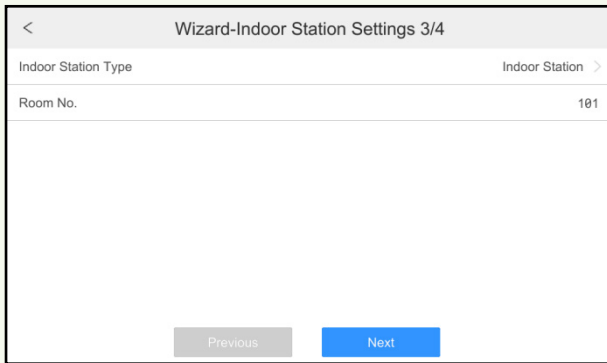 Wizard-Indoor Station Settings 3/4
Indoor Station Type Indoor Station
Room No. 101
Previous Next